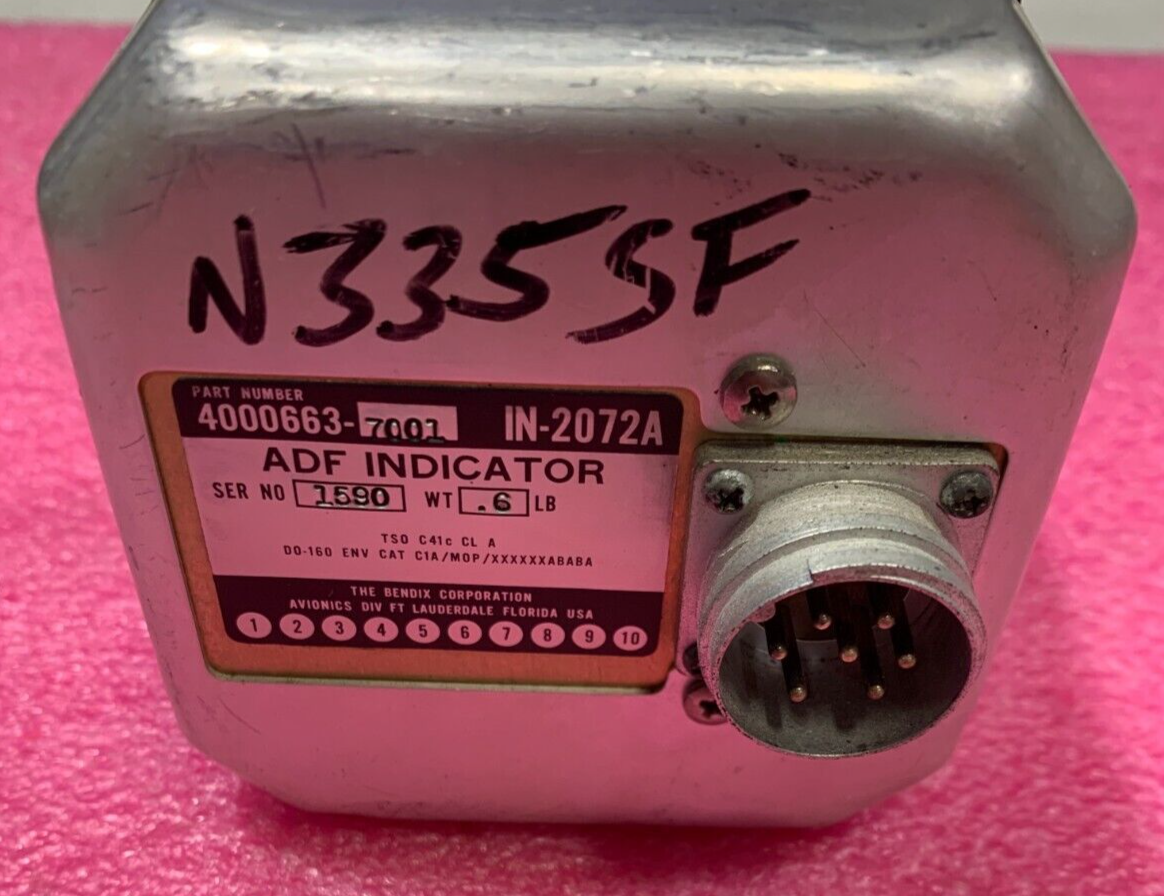 N335SF
PART NUMBER
4000663-7001 IN-2072A
ADF INDICATOR
SER NO 1590 WT .6 LB
TSO C41c CL A
DO-160 ENV CAT C1A/MOP/XXXXXXABABA
THE BENDIX CORPORATION
AVIONICS DIV FT LAUDERDALE FLORIDA USA
1 2 3 4 5 6 7 8 9 10